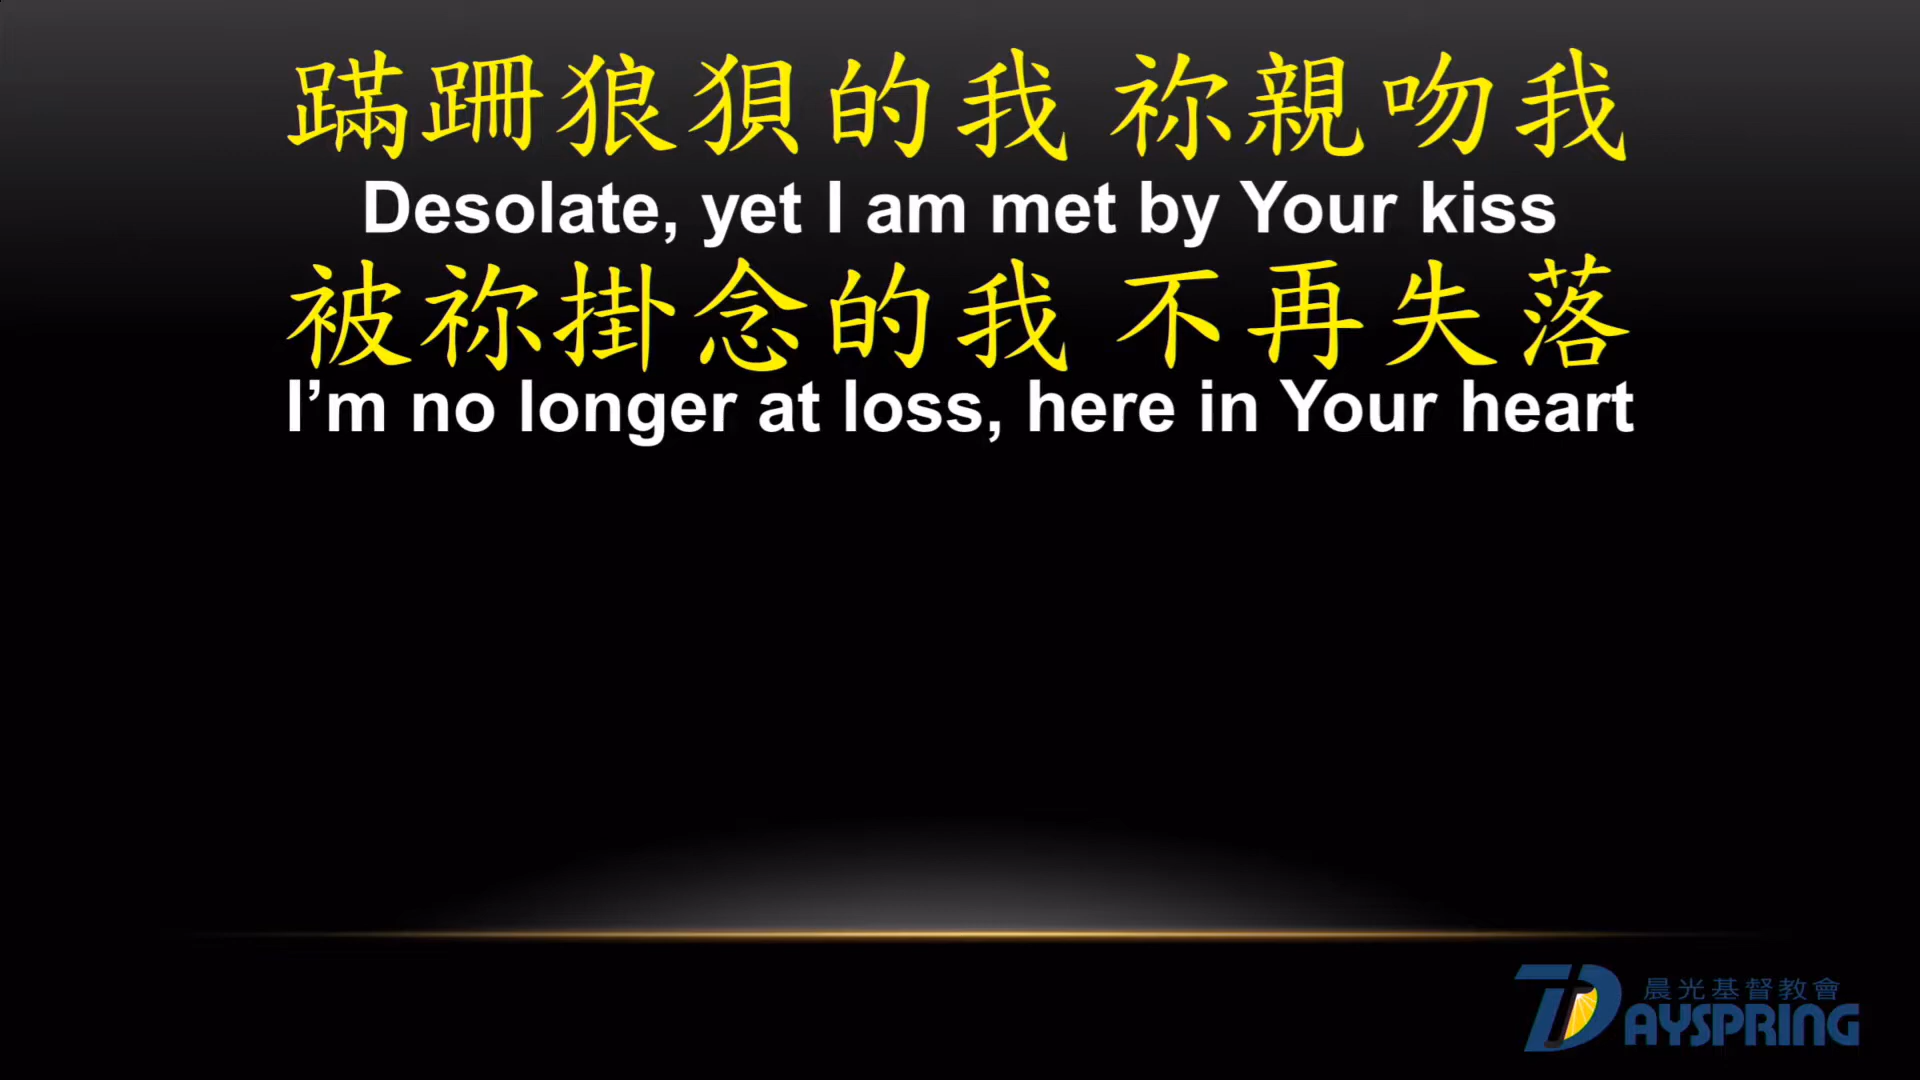 蹣跚狼狽的我 祢親吻我
Desolate, yet I am met by Your kiss
被祢掛念的我 不再失落
I’m no longer at loss, here in Your heart
晨光基督教會
DAYSPRING